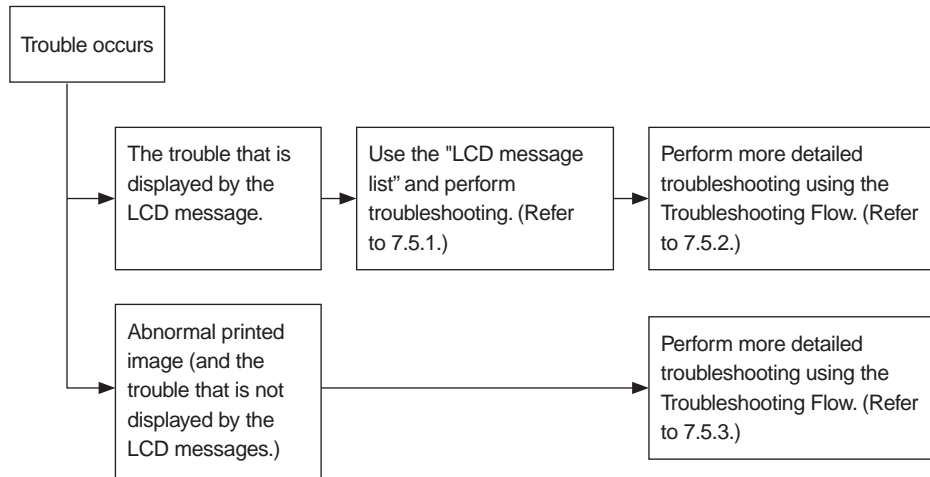 Trouble occurs
The trouble that is
displayed by the
LCD message.
Use the "LCD message
list” and perform
troubleshooting. (Refer
to 7.5.1.)
Perform more detailed
troubleshooting using the
Troubleshooting Flow. (Refer
to 7.5.2.)
Abnormal printed
image (and the
trouble that is not
displayed by the
LCD messages.)
Perform more detailed
troubleshooting using the
Troubleshooting Flow. (Refer
to 7.5.3.)